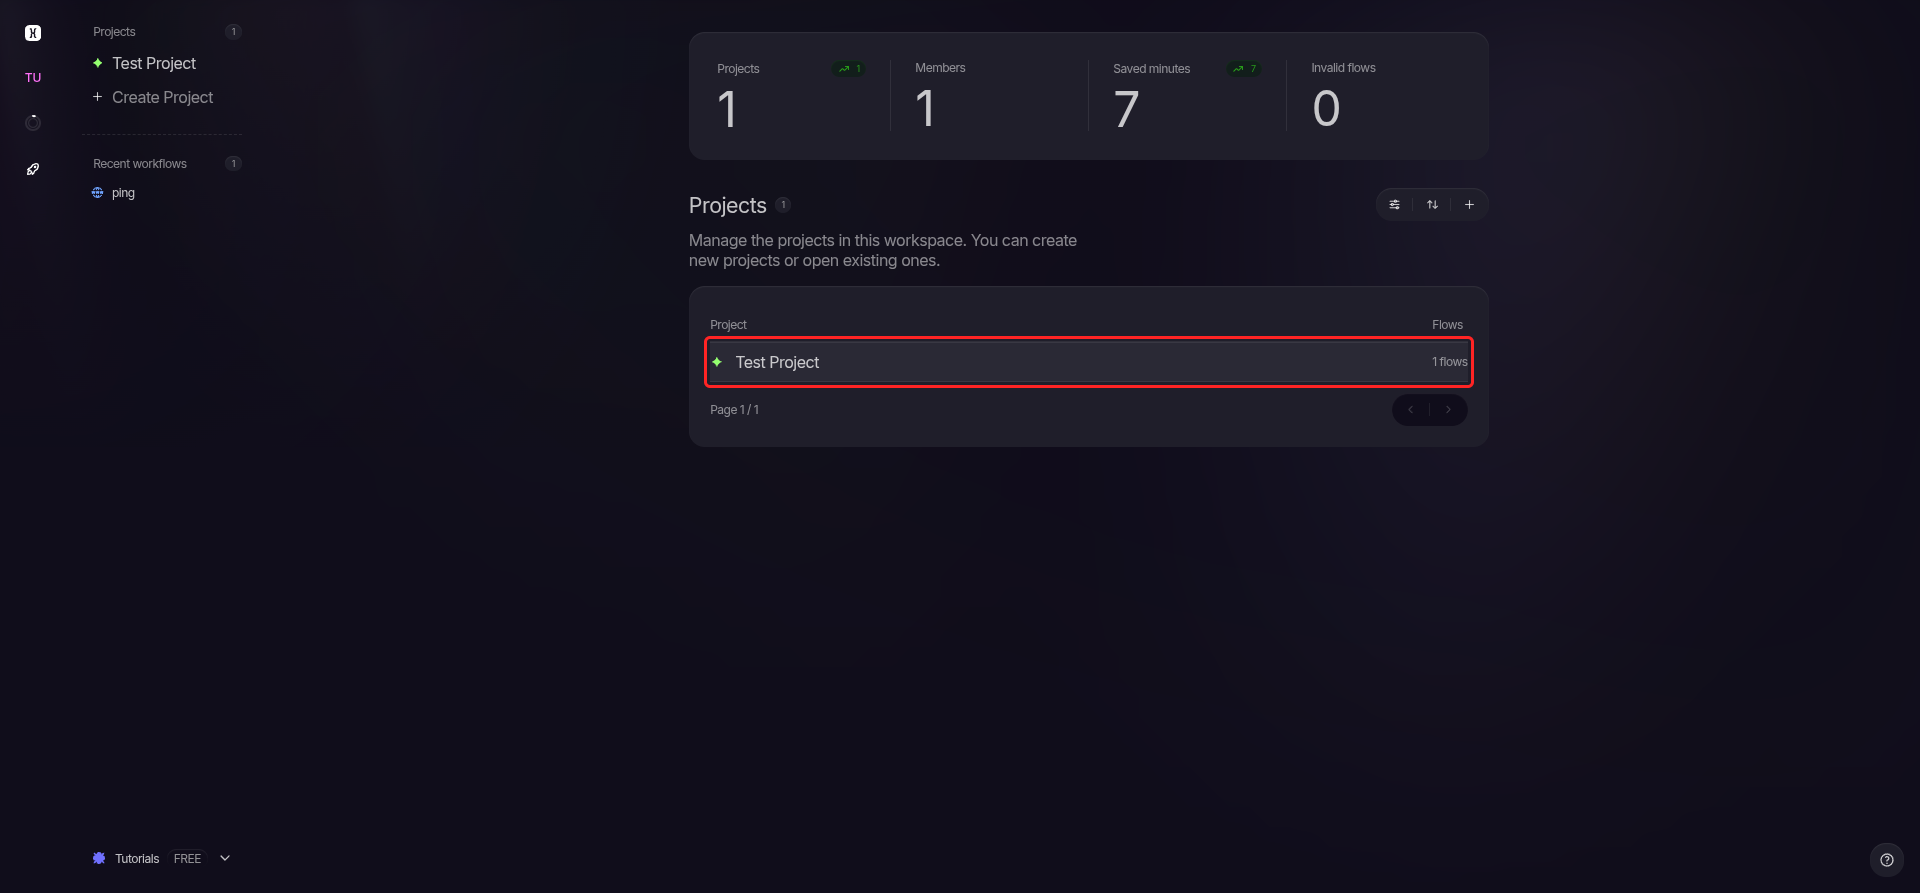 Projects 1
Test Project
Create Project
Recent workflows 1
ping
TU
Projects 1
1
Members
1
Saved minutes 7
7
Invalid flows
0
Projects 1
Manage the projects in this workspace. You can create
new projects or open existing ones.
Project Flows
Test Project 1 flows
Page 1 / 1
Tutorials FREE